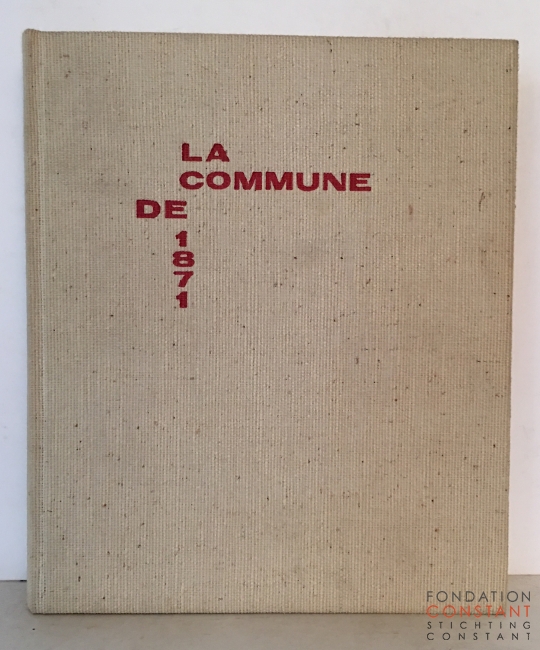 LA
COMMUNE
DE
1
8
7
1
FONDATION
CONSTANT
STICHTING
CONSTANT